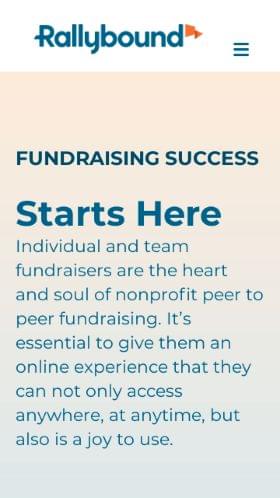 Rallybound
FUNDRAISING SUCCESS
Starts Here
Individual and team
fundraisers are the heart
and soul of nonprofit peer to
peer fundraising. It’s
essential to give them an
online experience that they
can not only access
anywhere, at anytime, but
also is a joy to use.